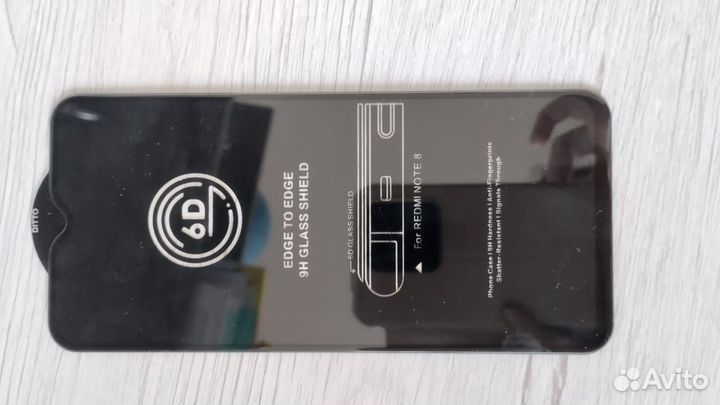 DITTO
6D
EDGE TO EDGE
9H GLASS SHIELD
←6D GLASS SHIELD
▲ For REDMI NOTE 8
Phone Case I 9H Hardness I Anti-Fingerprints
Shatter-Resistant I Signals Through
Avito